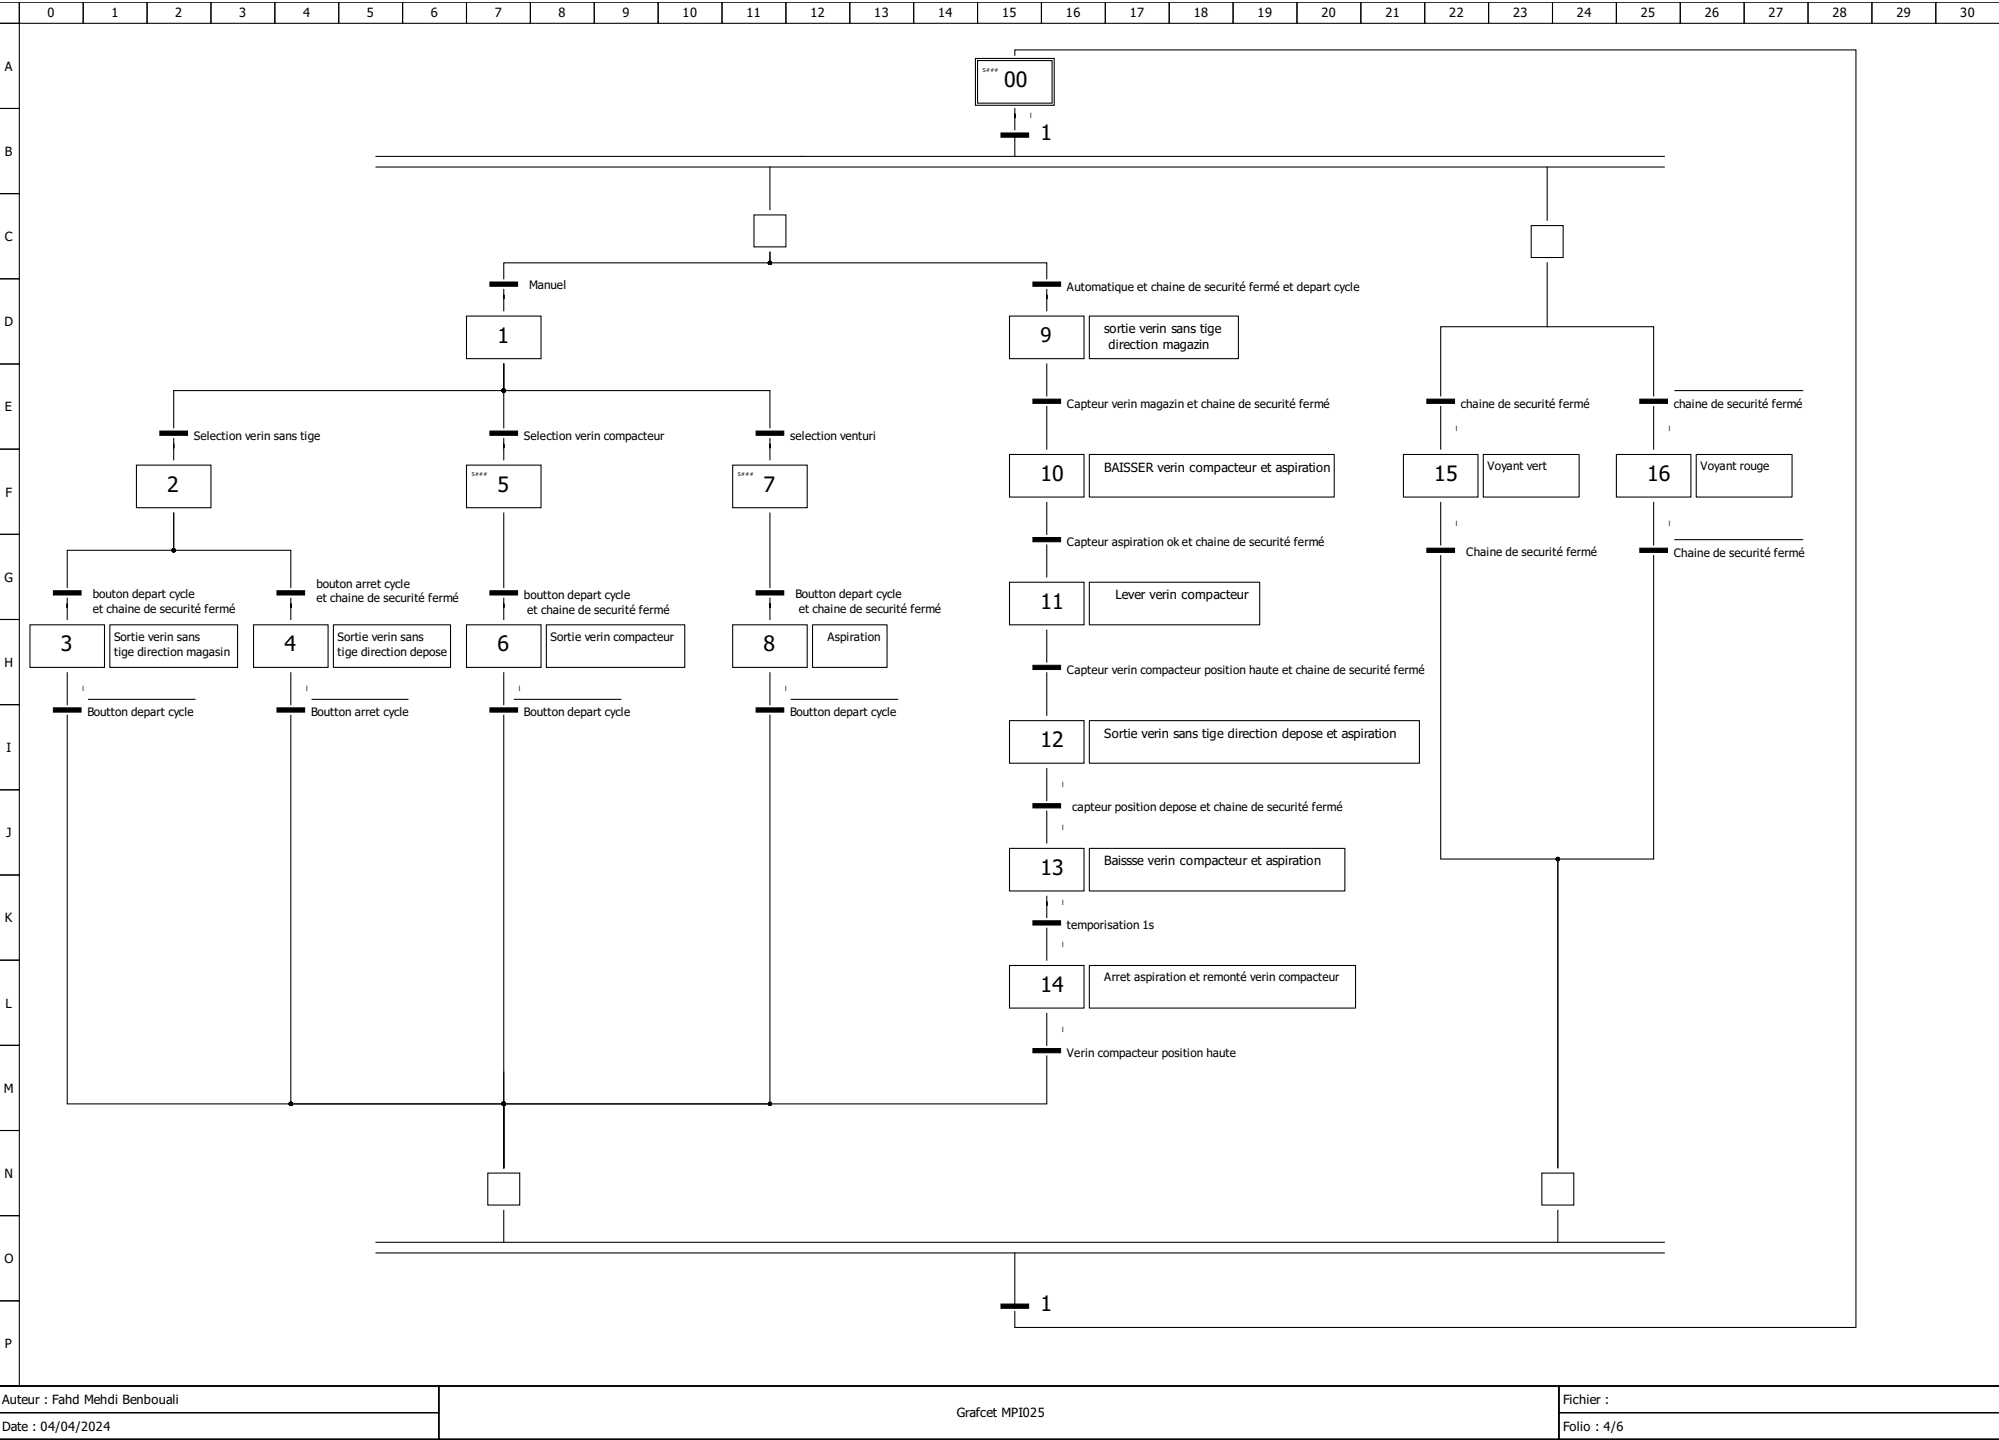 0 1 2 3 4 5 6 7 8 9 10 11 12 13 14 15 16 17 18 19 20 21 22 23 24 25 26 27 28 29 30
A
S###
00
1
B
C
Manuel
Automatique et chaine de securité fermé et depart cycle
D
1
9
sortie verin sans tige
direction magazin
E
Capteur verin magazin et chaine de securité fermé
chaine de securité fermé
chaine de securité fermé
Selection verin sans tige
Selection verin compacteur
selection venturi
F
2
S###
5
S###
7
10
BAISSER verin compacteur et aspiration
15
Voyant vert
16
Voyant rouge
Capteur aspiration ok et chaine de securité fermé
Chaine de securité fermé
Chaine de securité fermé
G
bouton depart cycle
et chaine de securité fermé
bouton arret cycle
et chaine de securité fermé
boutton depart cycle
et chaine de securité fermé
Boutton depart cycle
et chaine de securité fermé
11
Lever verin compacteur
H
3
Sortie verin sans
tige direction magasin
4
Sortie verin sans
tige direction depose
6
Sortie verin compacteur
8
Aspiration
Capteur verin compacteur position haute et chaine de securité fermé
Boutton depart cycle
Boutton arret cycle
Boutton depart cycle
Boutton depart cycle
I
12
Sortie verin sans tige direction depose et aspiration
capteur position depose et chaine de securité fermé
J
13
Baissse verin compacteur et aspiration
K
temporisation 1s
L
14
Arret aspiration et remonté verin compacteur
Verin compacteur position haute
M
N
O
1
P
Auteur : Fahd Mehdi Benbouali
Date : 04/04/2024
Grafcet MPI025
Fichier :
Folio : 4/6